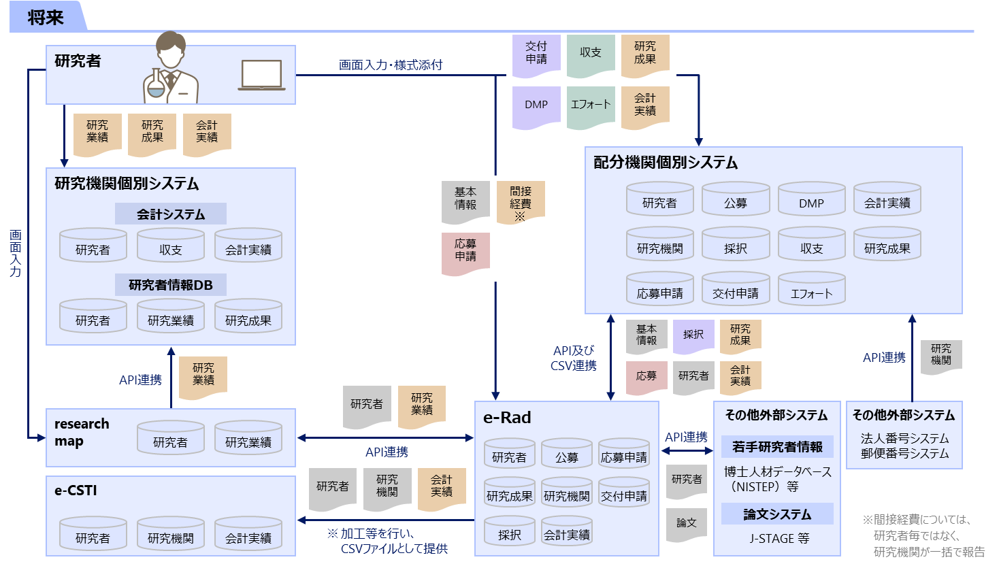 将来
研究者
画面入力・様式添付
交付
申請
収支
研究
成果
DMP
エフォート
会計
実績
研究
業績
研究
成果
会計
実績
画面入力
研究機関個別システム
会計システム
研究者
収支
会計実績
研究者情報DB
研究者
研究業績
研究成果
基本
情報
間接
経費
※
応募
申請
配分機関個別システム
研究者
公募
DMP
会計実績
研究機関
採択
収支
研究成果
応募申請
交付申請
エフォート
API及び
CSV連携
基本
情報
採択
研究
成果
応募
研究者
会計
実績
API連携
研究
機関
API連携
研究
業績
research
map
研究者
研究業績
研究者
研究
業績
API連携
e-CSTI
研究者
研究機関
会計実績
研究者
研究
機関
会計
実績
※ 加工等を行い、
CSVファイルとして提供
e-Rad
研究者
公募
応募申請
研究成果
研究機関
交付申請
採択
会計実績
API連携
研究者
論文
その他外部システム
若手研究者情報
博士人材データベース
（NISTEP）等
論文システム
J-STAGE 等
その他外部システム
法人番号システム
郵便番号システム
※間接経費については、
研究者毎ではなく、
研究機関が一括で報告